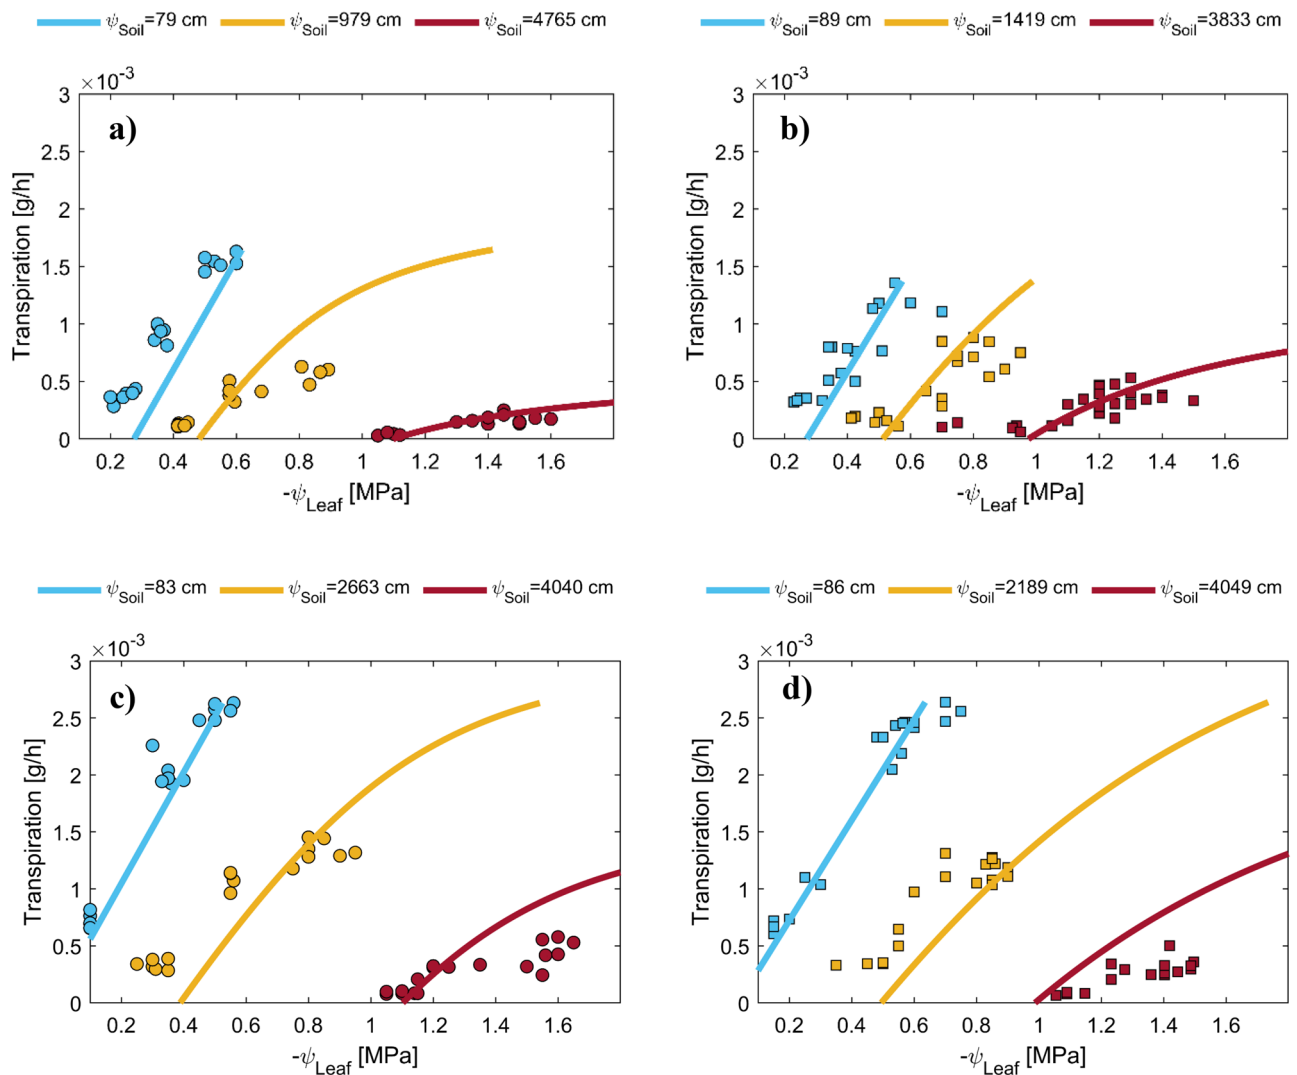 ψSoil=79 cm ψSoil=979 cm ψSoil=4765 cm
×10-3
a)
3
2.5
2
1.5
1
0.5
0
Transpiration [g/h]
0.2 0.4 0.6 0.8 1 1.2 1.4 1.6
-ψLeaf [MPa]
ψSoil=89 cm ψSoil=1419 cm ψSoil=3833 cm
×10-3
b)
3
2.5
2
1.5
1
0.5
0
Transpiration [g/h]
0.2 0.4 0.6 0.8 1 1.2 1.4 1.6
-ψLeaf [MPa]
ψSoil=83 cm ψSoil=2663 cm ψSoil=4040 cm
×10-3
c)
3
2.5
2
1.5
1
0.5
0
Transpiration [g/h]
0.2 0.4 0.6 0.8 1 1.2 1.4 1.6
-ψLeaf [MPa]
ψSoil=86 cm ψSoil=2189 cm ψSoil=4049 cm
×10-3
d)
3
2.5
2
1.5
1
0.5
0
Transpiration [g/h]
0.2 0.4 0.6 0.8 1 1.2 1.4 1.6
-ψLeaf [MPa]